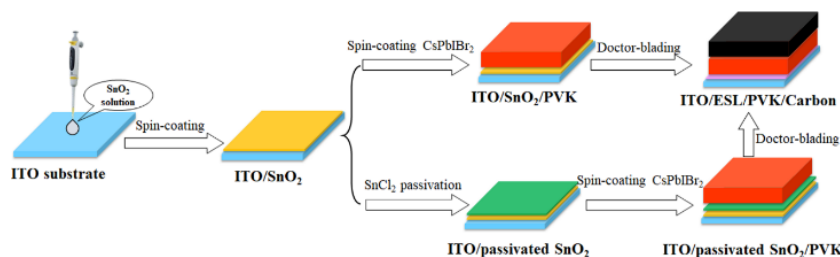 SnO₂
solution
ITO substrate
Spin-coating
ITO/SnO₂
Spin-coating CsPbIBr₂
ITO/SnO₂/PVK
Doctor-blading
ITO/ESL/PVK/Carbon
SnCl₂ passivation
ITO/passivated SnO₂
Spin-coating CsPbIBr₂
ITO/passivated SnO₂/PVK
Doctor-blading